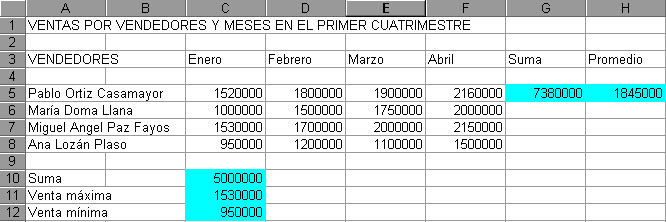 A B C D E F G H
1 VENTAS POR VENDEDORES Y MESES EN EL PRIMER CUATRIMESTRE
2
3 VENDEDORES Enero Febrero Marzo Abril Suma Promedio
4
5 Pablo Ortiz Casamayor 1520000 1800000 1900000 2160000 7380000 1845000
6 María Doma Llana 1000000 1500000 1750000 2000000
7 Miguel Angel Paz Fayos 1530000 1700000 2000000 2150000
8 Ana Lozán Plaso 950000 1200000 1100000 1500000
9
10 Suma 5000000
11 Venta máxima 1530000
12 Venta mínima 950000